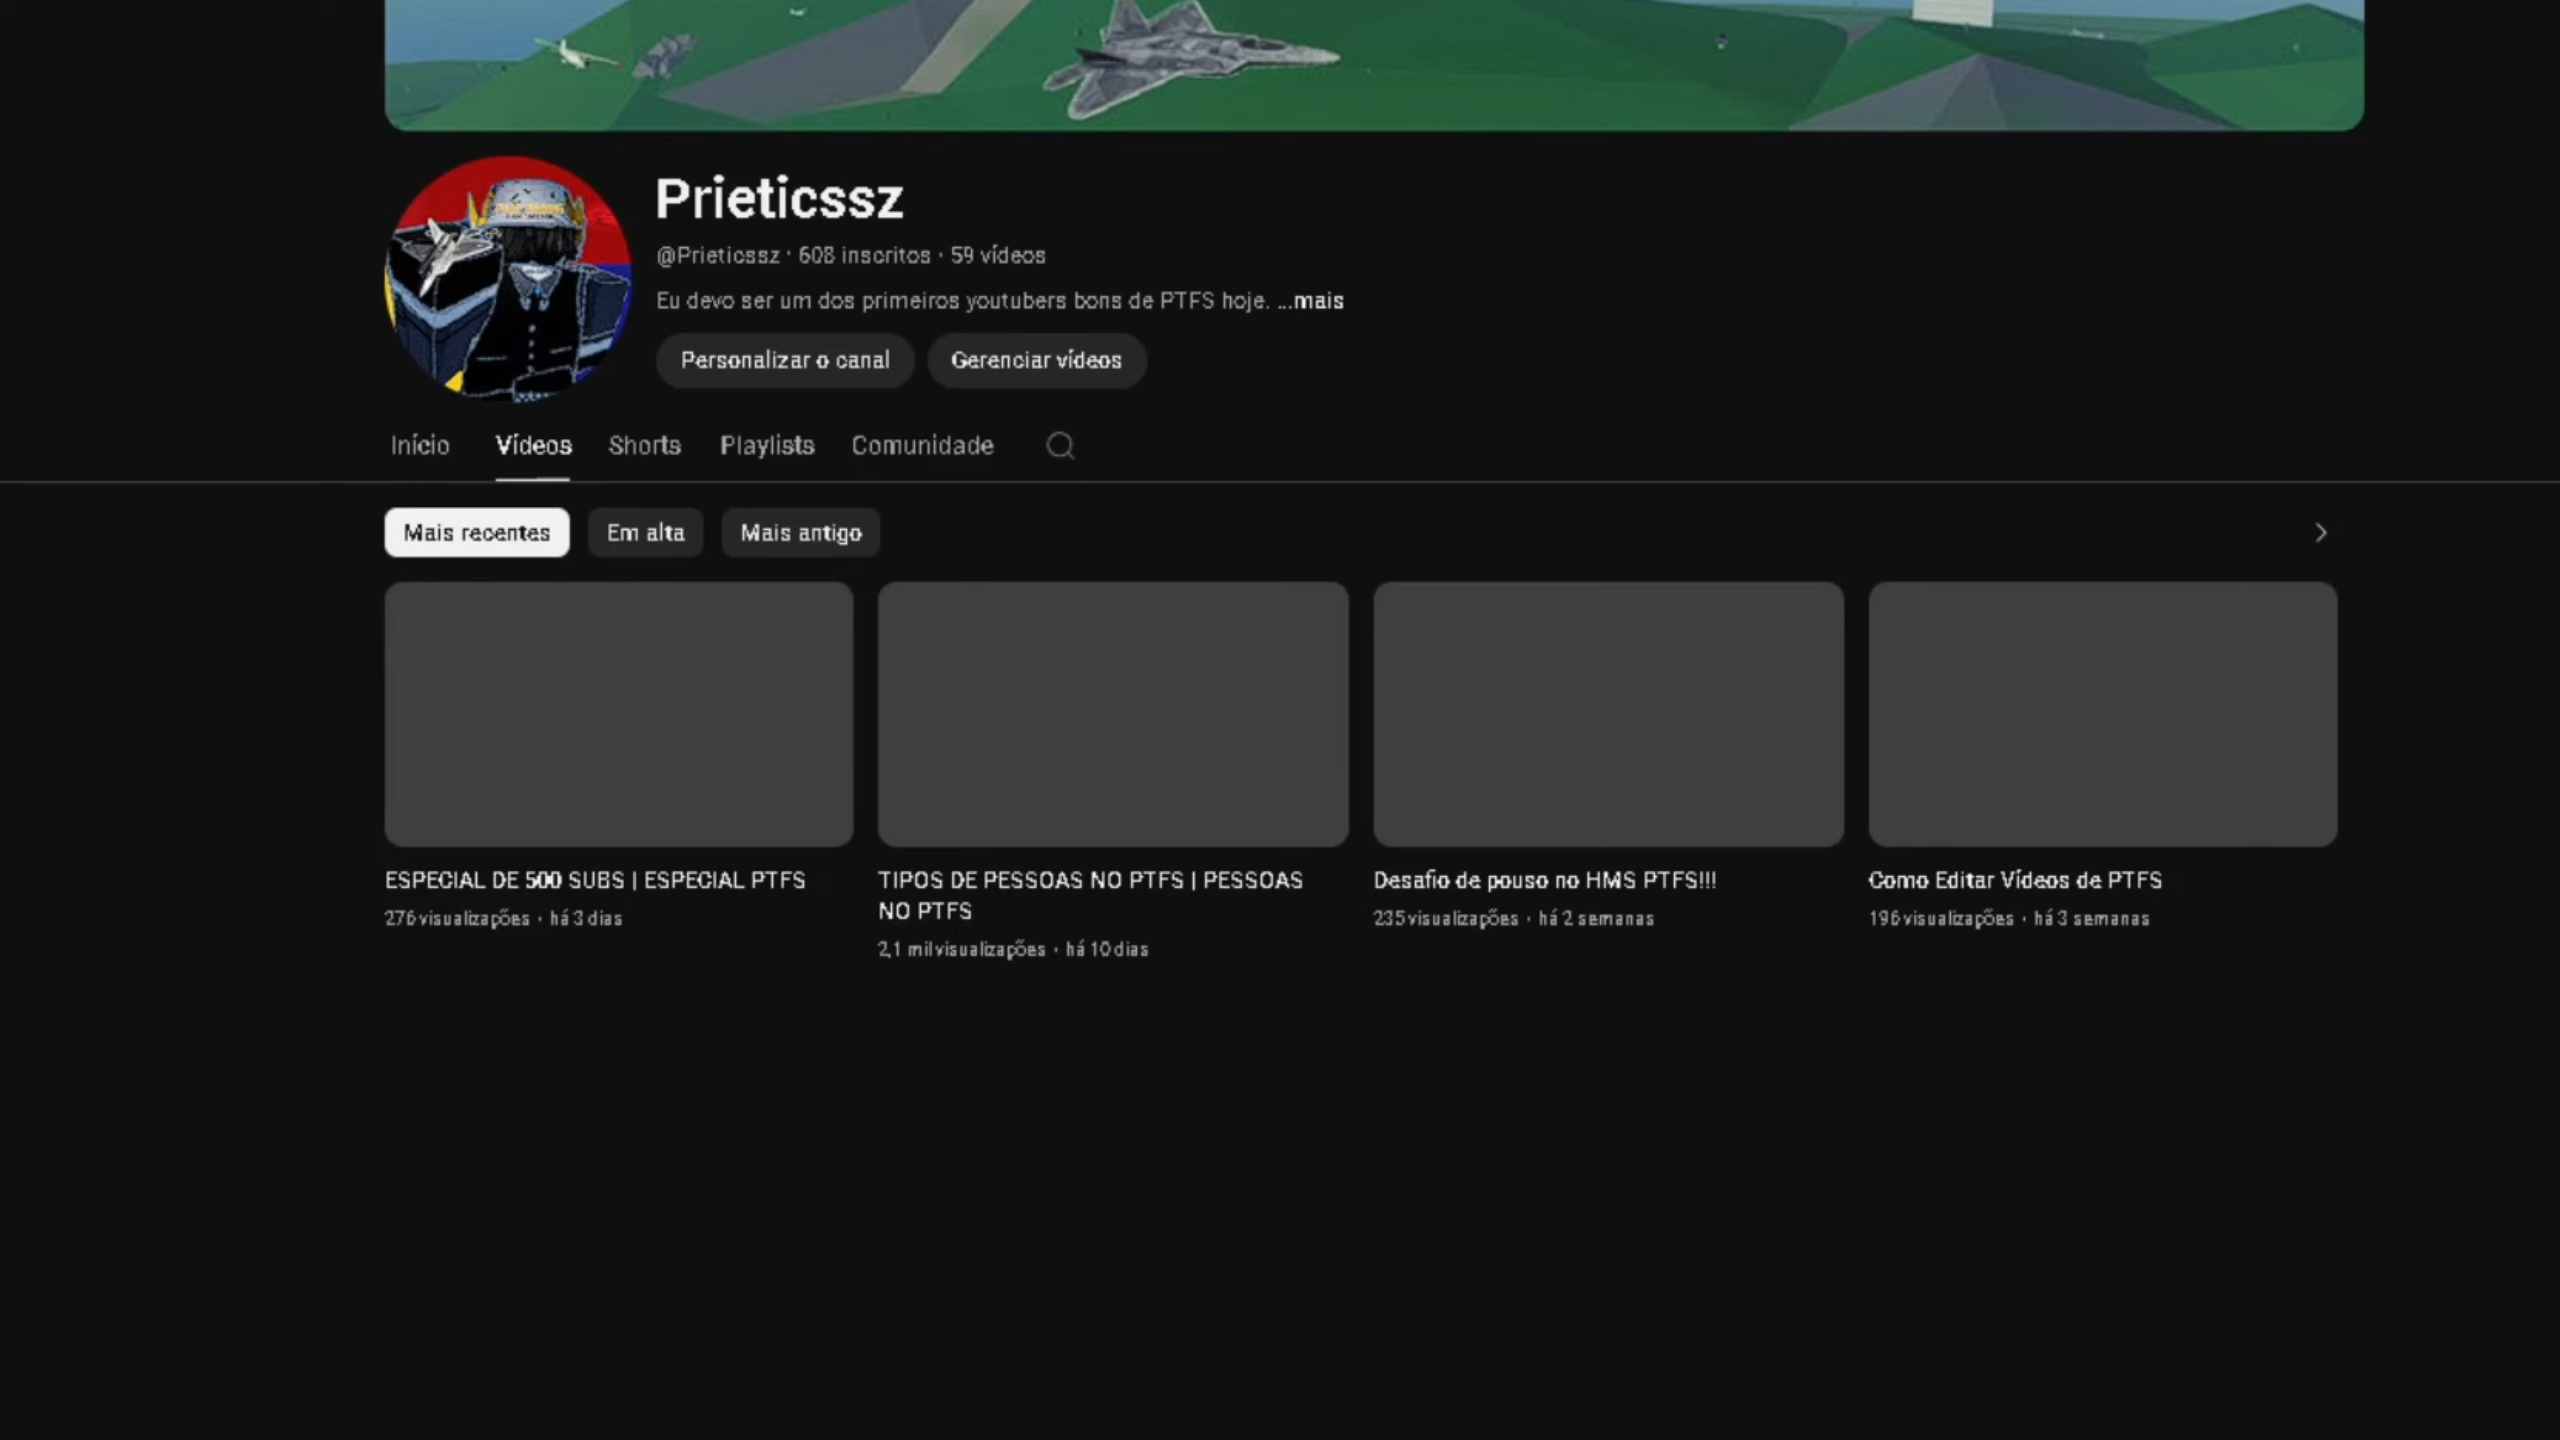 Prieticssz
@Prieticssz · 608 inscritos · 59 vídeos
Eu devo ser um dos primeiros youtubers bons de PTFS hoje. ...mais
Personalizar o canal Gerenciar vídeos
Início Vídeos Shorts Playlists Comunidade
Mais recentes Em alta Mais antigo
ESPECIAL DE 500 SUBS | ESPECIAL PTFS
276 visualizações · há 3 dias
TIPOS DE PESSOAS NO PTFS | PESSOAS
NO PTFS
2,1 mil visualizações · há 10 dias
Desafio de pouso no HMS PTFS!!!
235 visualizações · há 2 semanas
Como Editar Vídeos de PTFS
196 visualizações · há 3 semanas